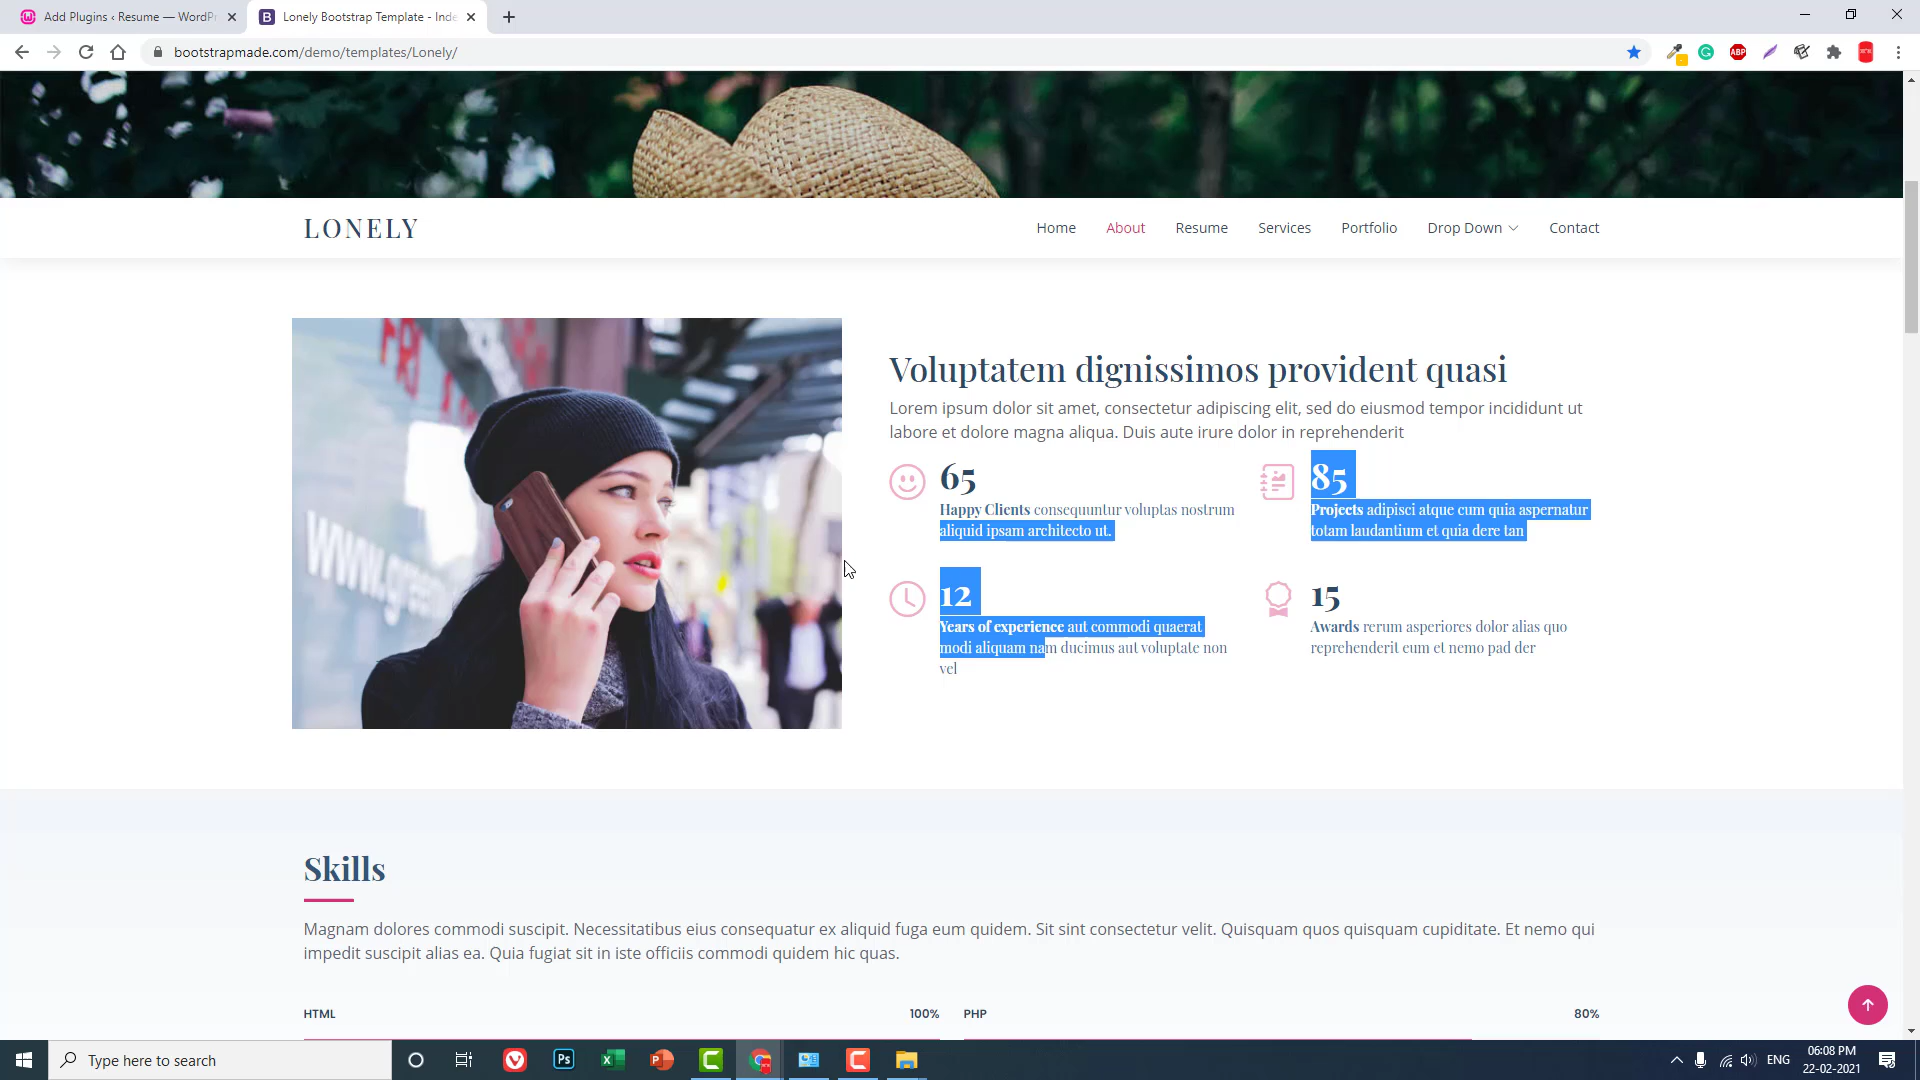 Add Plugins ‹ Resume — WordPr
Lonely Bootstrap Template - Inde
bootstrapmade.com/demo/templates/Lonely/
ABP
LONELY
Home
About
Resume
Services
Portfolio
Drop Down
Contact
www.green
Voluptatem dignissimos provident quasi
Lorem ipsum dolor sit amet, consectetur adipiscing elit, sed do eiusmod tempor incididunt ut
labore et dolore magna aliqua. Duis aute irure dolor in reprehenderit
65
Happy Clients consequuntur voluptas nostrum
aliquid ipsam architecto ut.
85
Projects adipisci atque cum quia aspernatur
totam laudantium et quia dere tan
12
Years of experience aut commodi quaerat
modi aliquam nam ducimus aut voluptate non
vel
15
Awards rerum asperiores dolor alias quo
reprehenderit eum et nemo pad der
Skills
Magnam dolores commodi suscipit. Necessitatibus eius consequatur ex aliquid fuga eum quidem. Sit sint consectetur velit. Quisquam quos quisquam cupiditate. Et nemo qui
impedit suscipit alias ea. Quia fugiat sit in iste officiis commodi quidem hic quas.
HTML 100%
PHP 80%
Type here to search
Ps
ENG
06:08 PM
22-02-2021